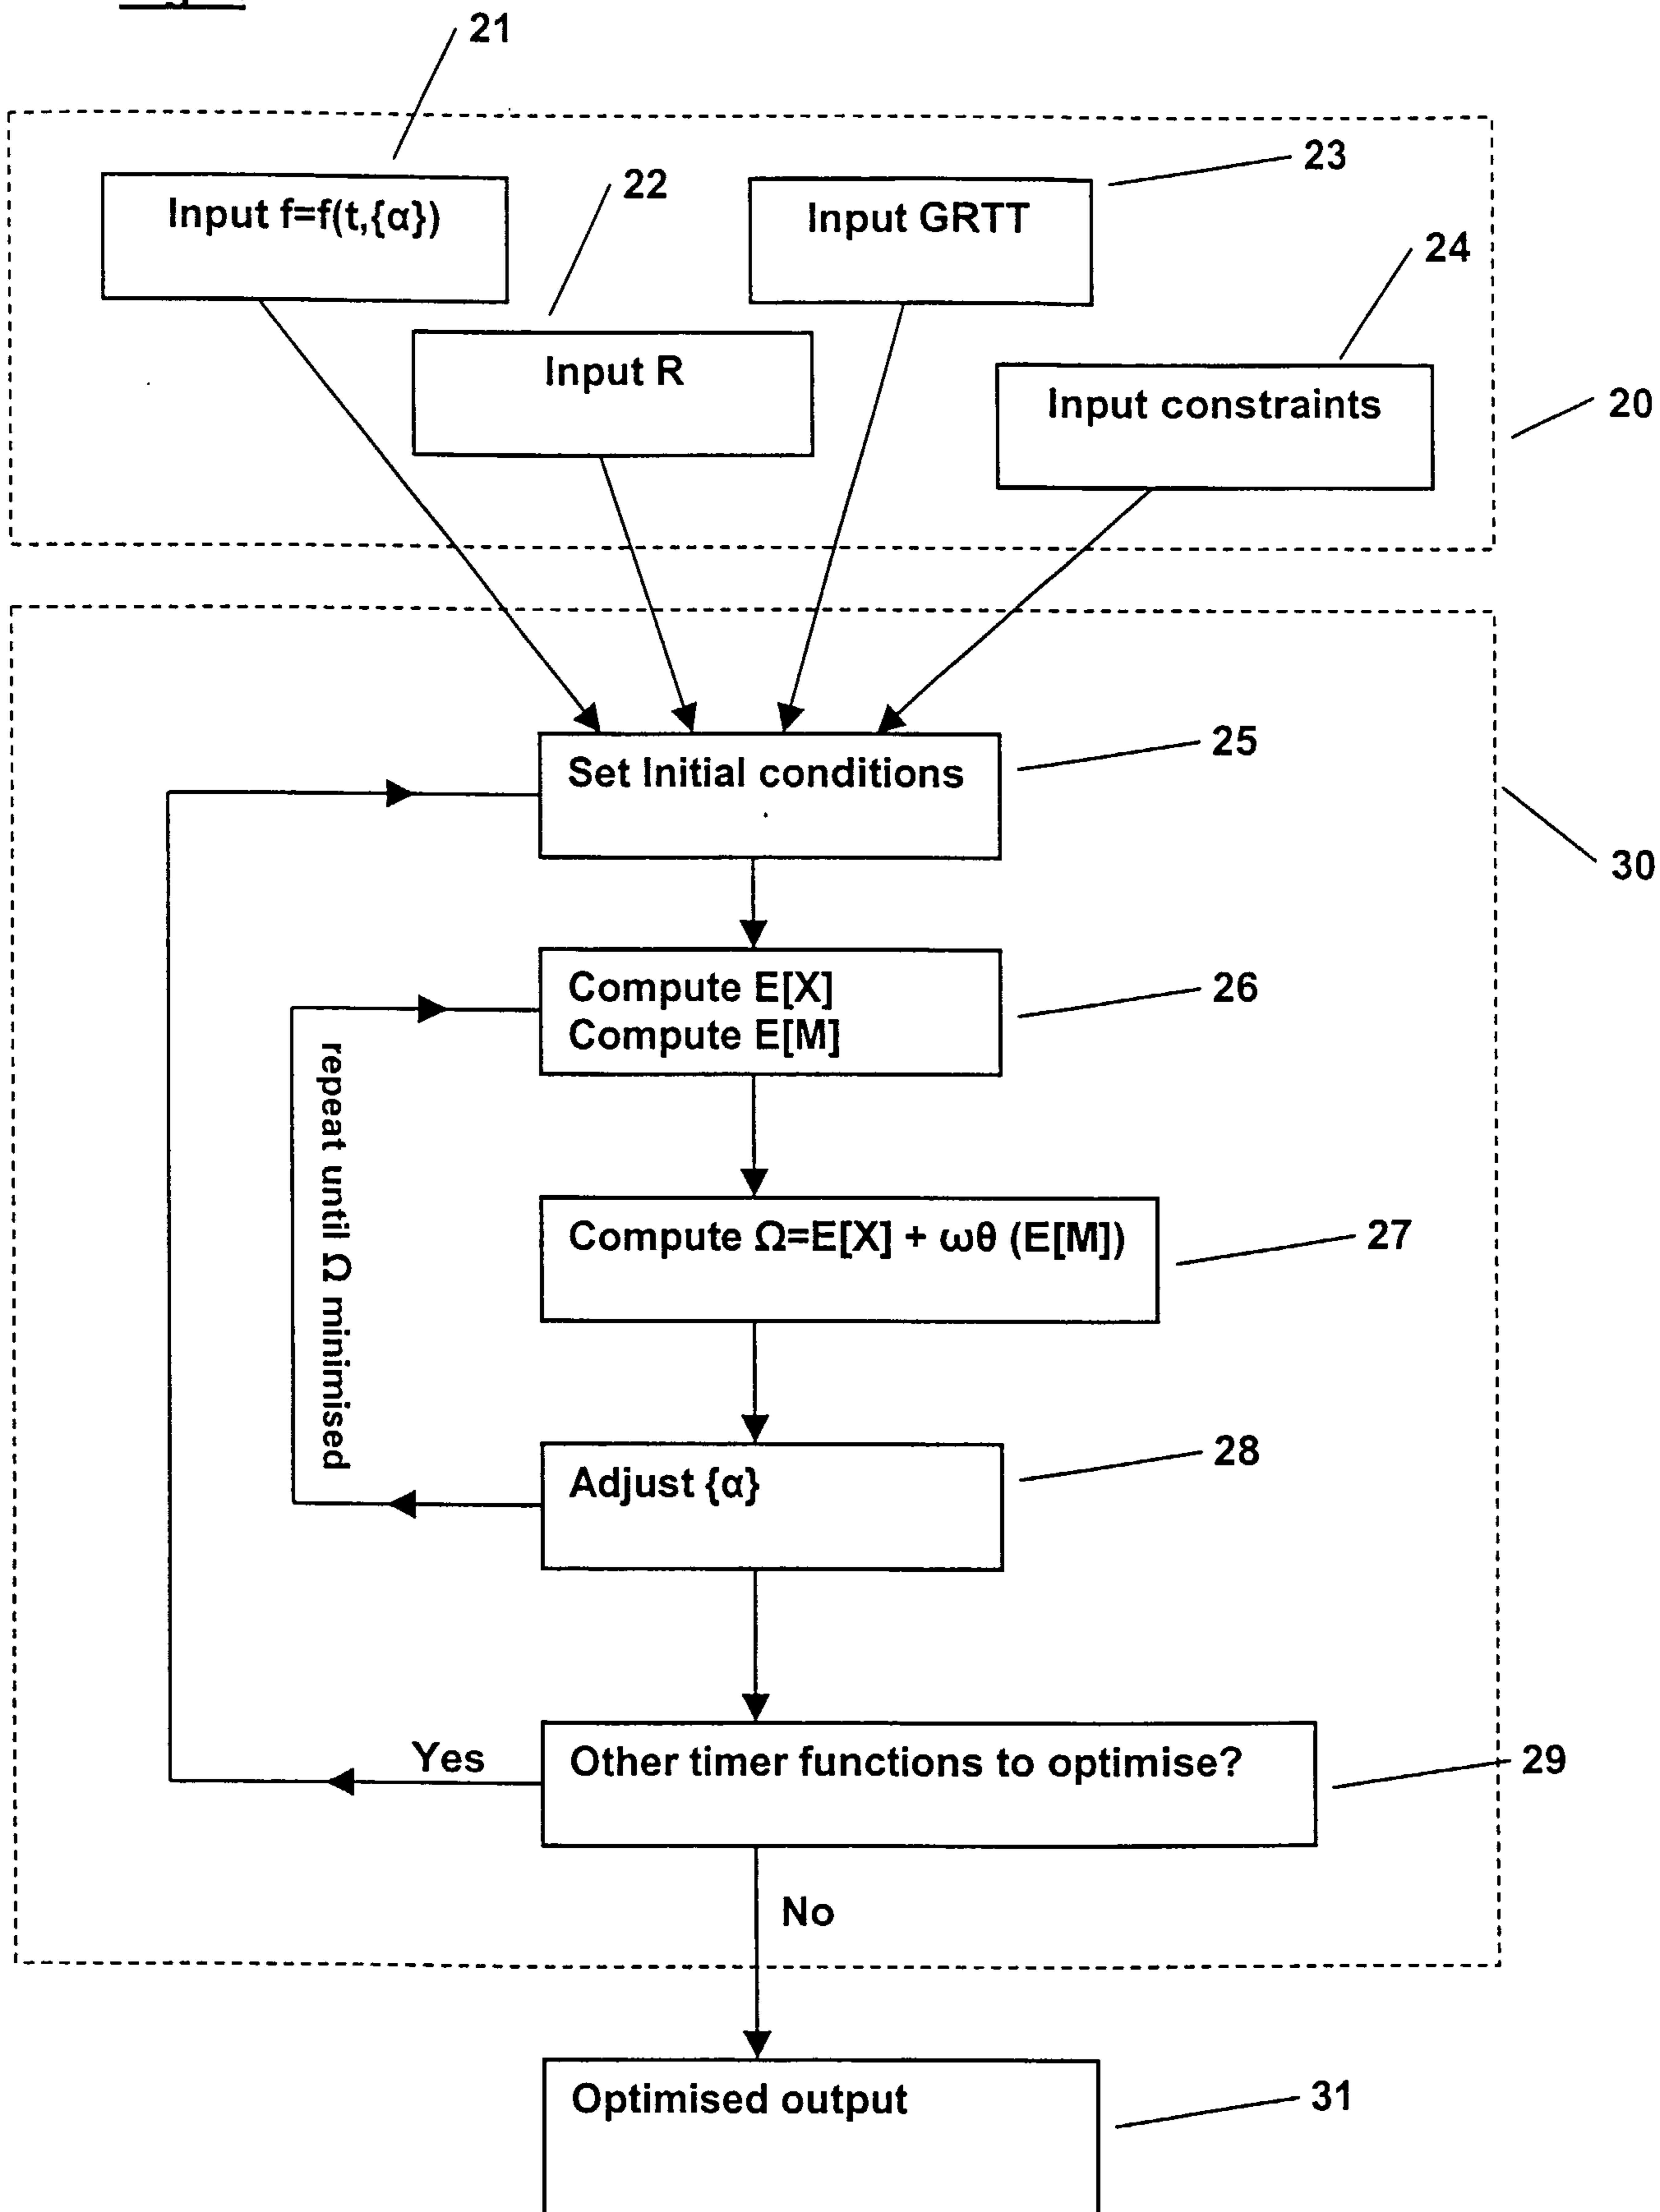 21
Input f=f(t,{α})
22
Input GRTT
23
Input R
24
Input constraints
20
Set Initial conditions
25
30
Compute E[X]
Compute E[M]
26
repeat until Ω minimised
Compute Ω=E[X] + ωθ (E[M])
27
Adjust {α}
28
Yes
Other timer functions to optimise?
29
No
Optimised output
31